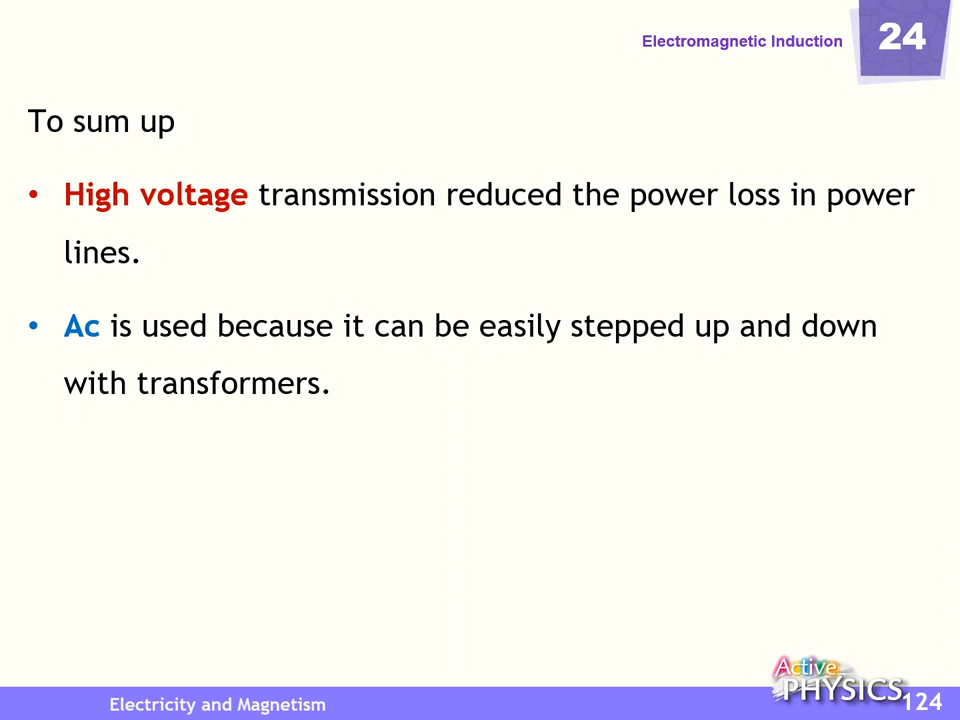 Electromagnetic Induction
24
To sum up
• High voltage transmission reduced the power loss in power
lines.
• Ac is used because it can be easily stepped up and down
with transformers.
Active
PHYSICS
Electricity and Magnetism
124